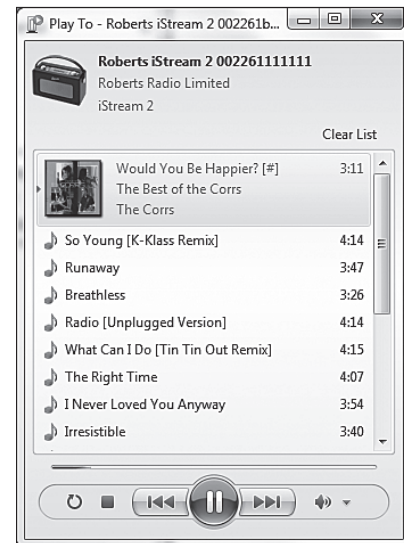 Play To - Roberts iStream 2 002261b...
Roberts iStream 2 002261111111
Roberts Radio Limited
iStream 2
Clear List
Would You Be Happier? [#] 3:11
The Best of the Corrs
The Corrs
So Young [K-Klass Remix] 4:14
Runaway 3:47
Breathless 3:26
Radio [Unplugged Version] 4:14
What Can I Do [Tin Tin Out Remix] 4:15
The Right Time 4:07
I Never Loved You Anyway 3:54
Irresistible 3:40